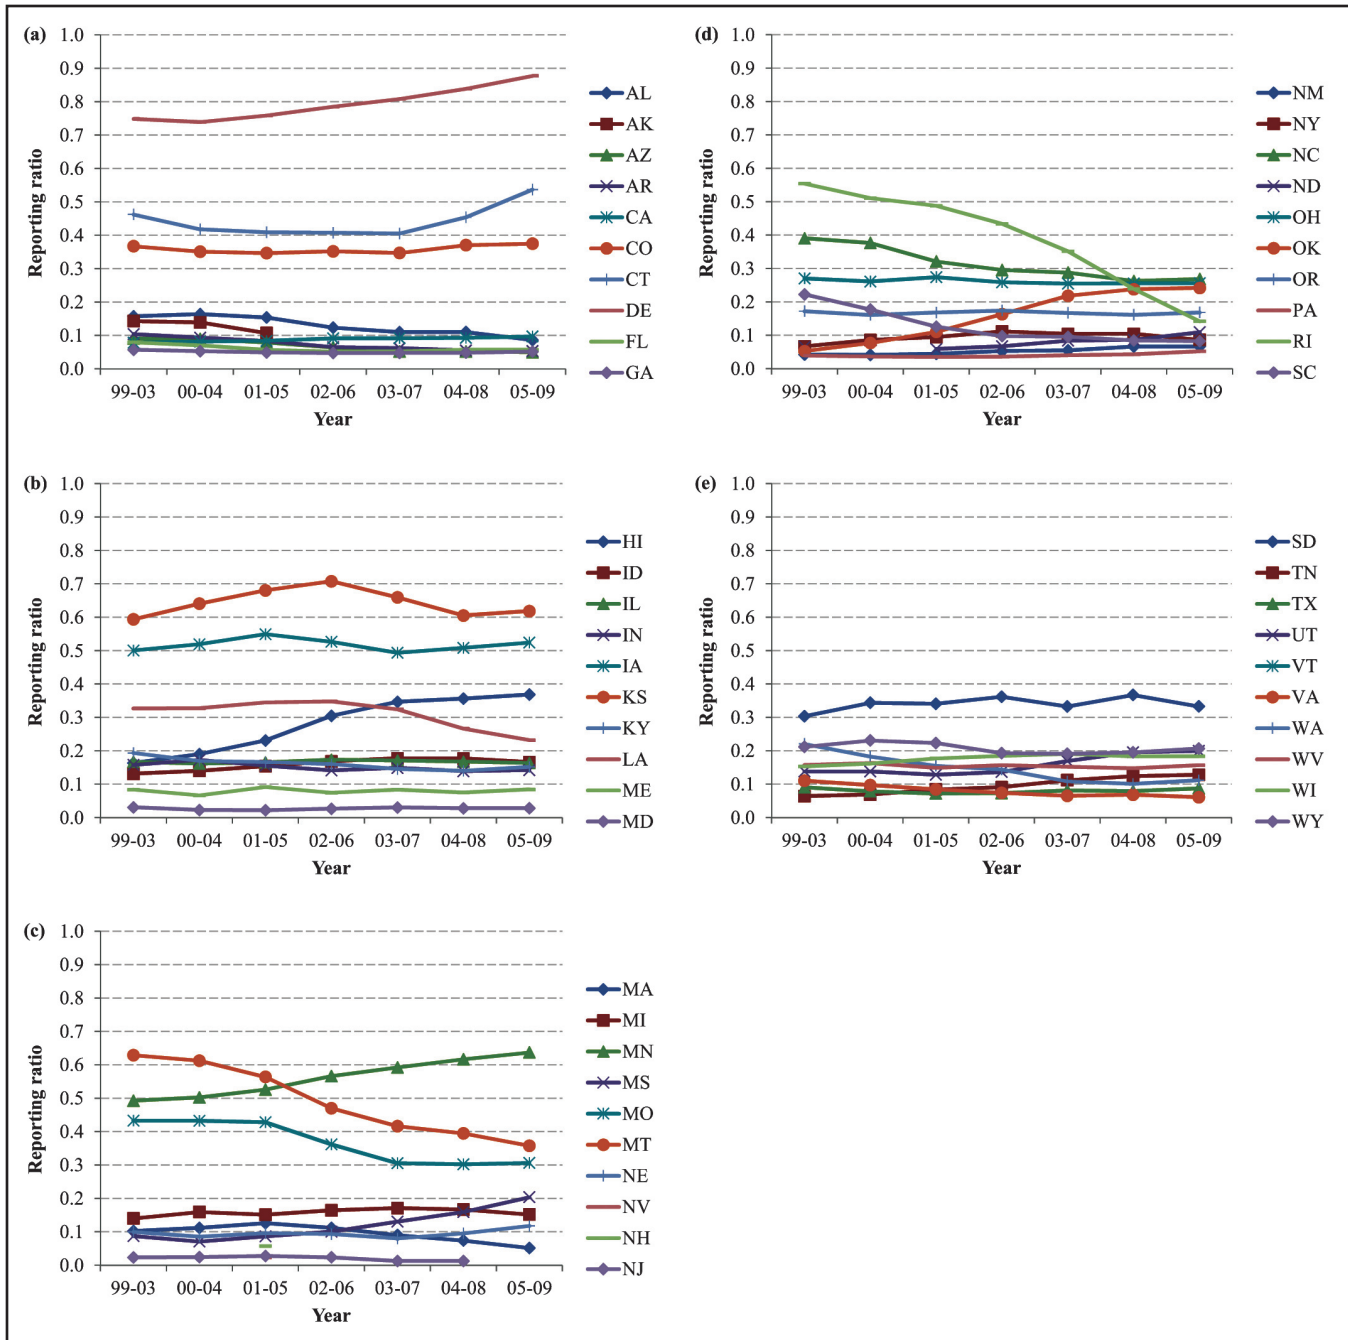 (a)
1.0
0.9
0.8
0.7
0.6
0.5
0.4
0.3
0.2
0.1
0.0
Reporting ratio
99-03 00-04 01-05 02-06 03-07 04-08 05-09
Year
AL
AK
AZ
AR
CA
CO
CT
DE
FL
GA
(b)
1.0
0.9
0.8
0.7
0.6
0.5
0.4
0.3
0.2
0.1
0.0
Reporting ratio
99-03 00-04 01-05 02-06 03-07 04-08 05-09
Year
HI
ID
IL
IN
IA
KS
KY
LA
ME
MD
(c)
1.0
0.9
0.8
0.7
0.6
0.5
0.4
0.3
0.2
0.1
0.0
Reporting ratio
99-03 00-04 01-05 02-06 03-07 04-08 05-09
Year
MA
MI
MN
MS
MO
MT
NE
NV
NH
NJ
(d)
1.0
0.9
0.8
0.7
0.6
0.5
0.4
0.3
0.2
0.1
0.0
Reporting ratio
99-03 00-04 01-05 02-06 03-07 04-08 05-09
Year
NM
NY
NC
ND
OH
OK
OR
PA
RI
SC
(e)
1.0
0.9
0.8
0.7
0.6
0.5
0.4
0.3
0.2
0.1
0.0
Reporting ratio
99-03 00-04 01-05 02-06 03-07 04-08 05-09
Year
SD
TN
TX
UT
VT
VA
WA
WV
WI
WY